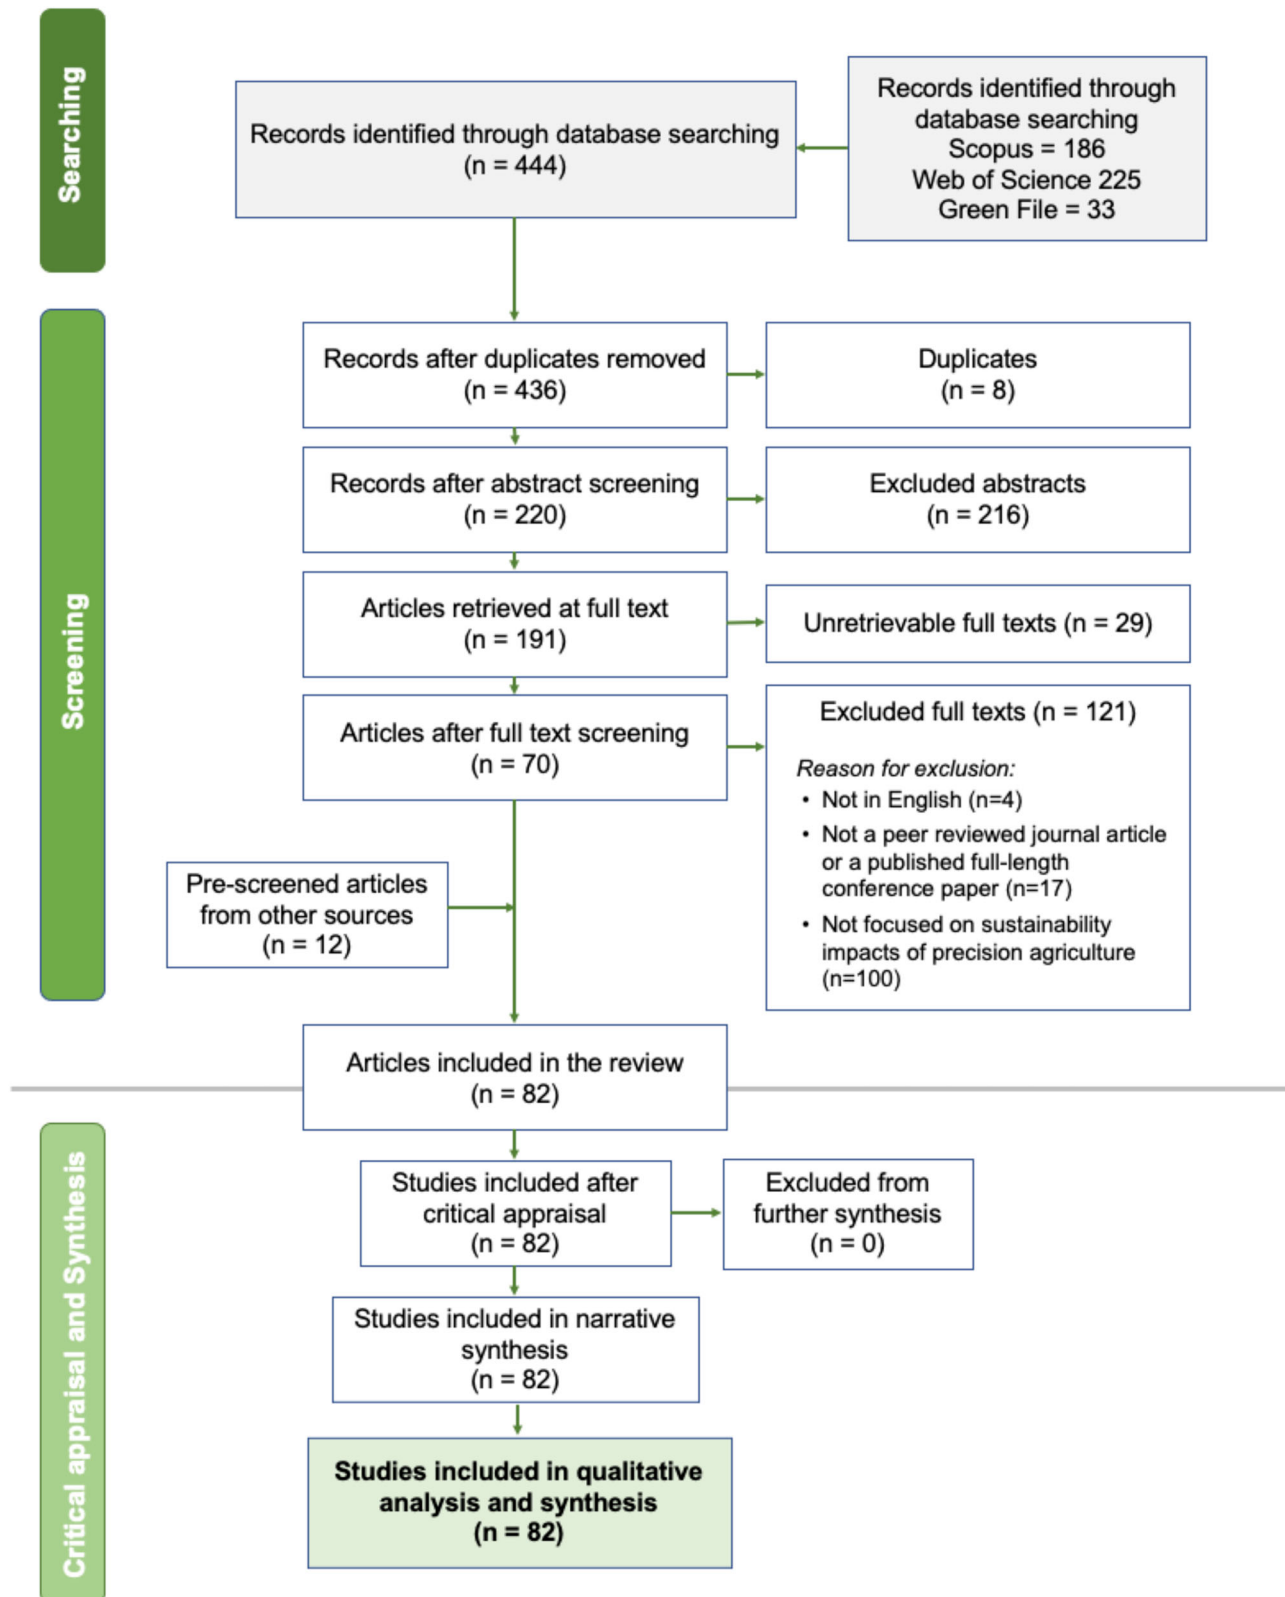 Searching
Records identified through database searching
(n = 444)
Records identified through
database searching
Scopus = 186
Web of Science 225
Green File = 33
Screening
Records after duplicates removed
(n = 436)
Duplicates
(n = 8)
Records after abstract screening
(n = 220)
Excluded abstracts
(n = 216)
Articles retrieved at full text
(n = 191)
Unretrievable full texts (n = 29)
Articles after full text screening
(n = 70)
Excluded full texts (n = 121)
Reason for exclusion:
• Not in English (n=4)
• Not a peer reviewed journal article
or a published full-length
conference paper (n=17)
• Not focused on sustainability
impacts of precision agriculture
(n=100)
Pre-screened articles
from other sources
(n = 12)
Articles included in the review
(n = 82)
Critical appraisal and Synthesis
Studies included after
critical appraisal
(n = 82)
Excluded from
further synthesis
(n = 0)
Studies included in narrative
synthesis
(n = 82)
Studies included in qualitative
analysis and synthesis
(n = 82)